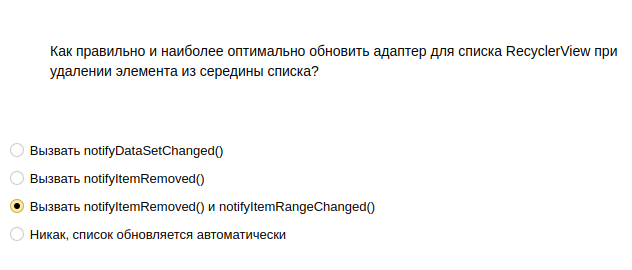 Как правильно и наиболее оптимально обновить адаптер для списка RecyclerView при
удалении элемента из середины списка?
Вызвать notifyDataSetChanged()
Вызвать notifyItemRemoved()
Вызвать notifyItemRemoved() и notifyItemRangeChanged()
Никак, список обновляется автоматически